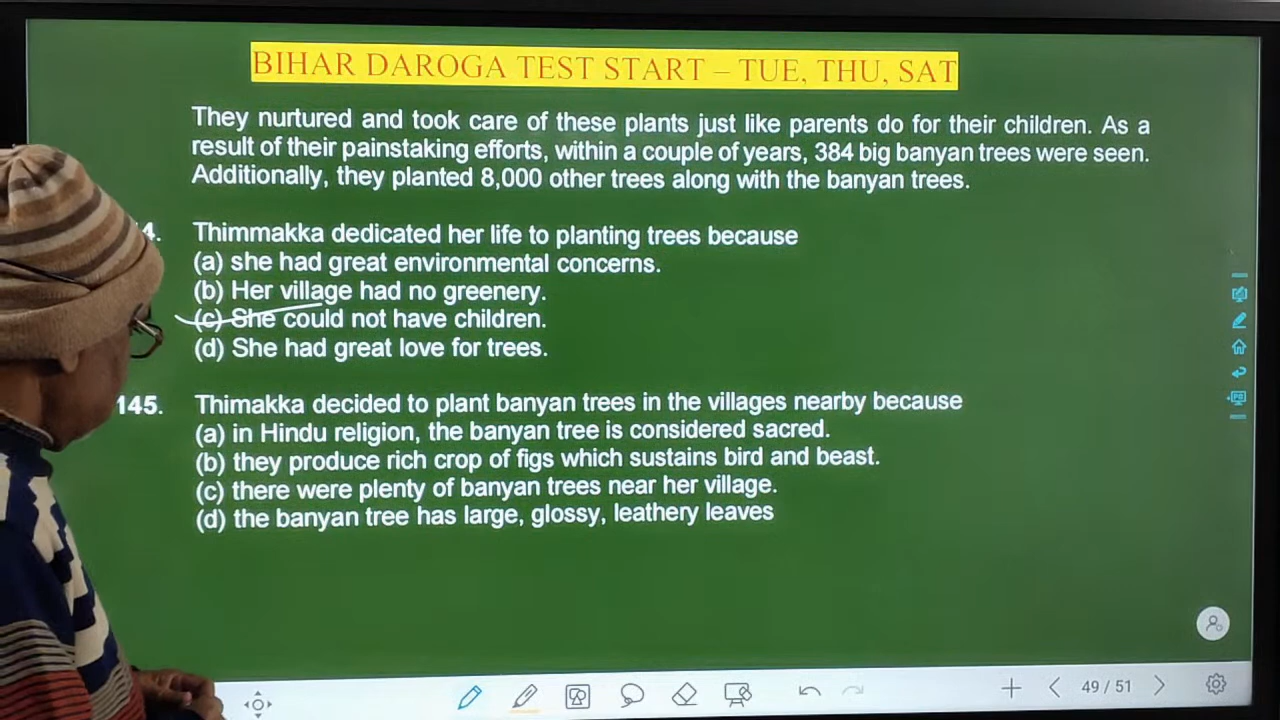 BIHAR DAROGA TEST START – TUE, THU, SAT
They nurtured and took care of these plants just like parents do for their children. As a
result of their painstaking efforts, within a couple of years, 384 big banyan trees were seen.
Additionally, they planted 8,000 other trees along with the banyan trees.
4. Thimmakka dedicated her life to planting trees because
(a) she had great environmental concerns.
(b) Her village had no greenery.
(c) She could not have children.
(d) She had great love for trees.
145. Thimakka decided to plant banyan trees in the villages nearby because
(a) in Hindu religion, the banyan tree is considered sacred.
(b) they produce rich crop of figs which sustains bird and beast.
(c) there were plenty of banyan trees near her village.
(d) the banyan tree has large, glossy, leathery leaves
49 / 51